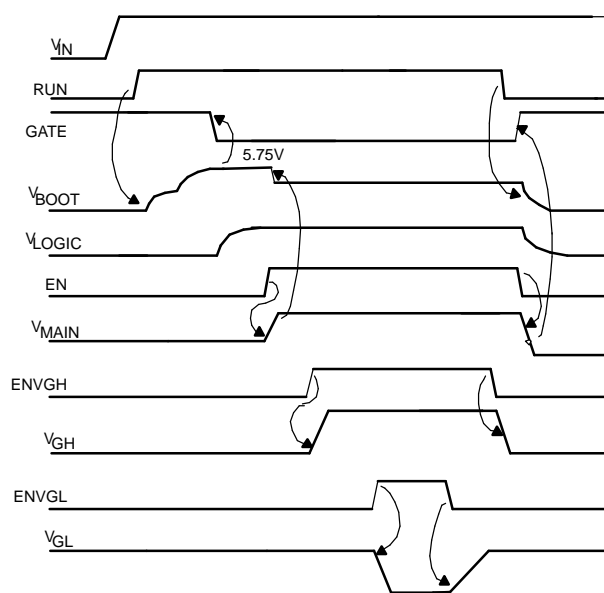 VIN
RUN
GATE
5.75V
VBOOT
VLOGIC
EN
VMAIN
ENVGH
VGH
ENVGL
VGL